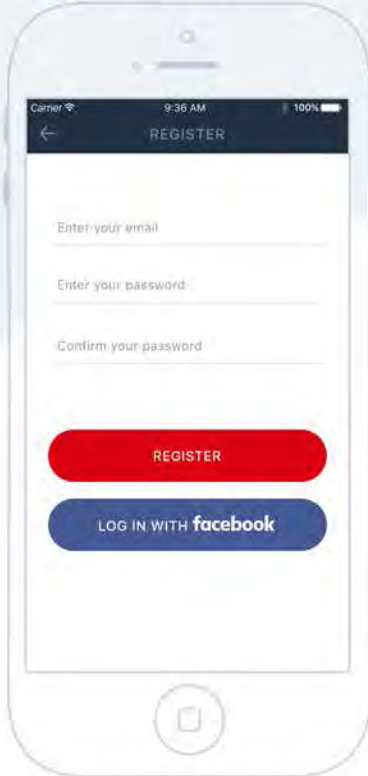 Carrier 9:36 AM 100%
REGISTER
Enter your email
Enter your password
Confirm your password
REGISTER
LOG IN WITH facebook